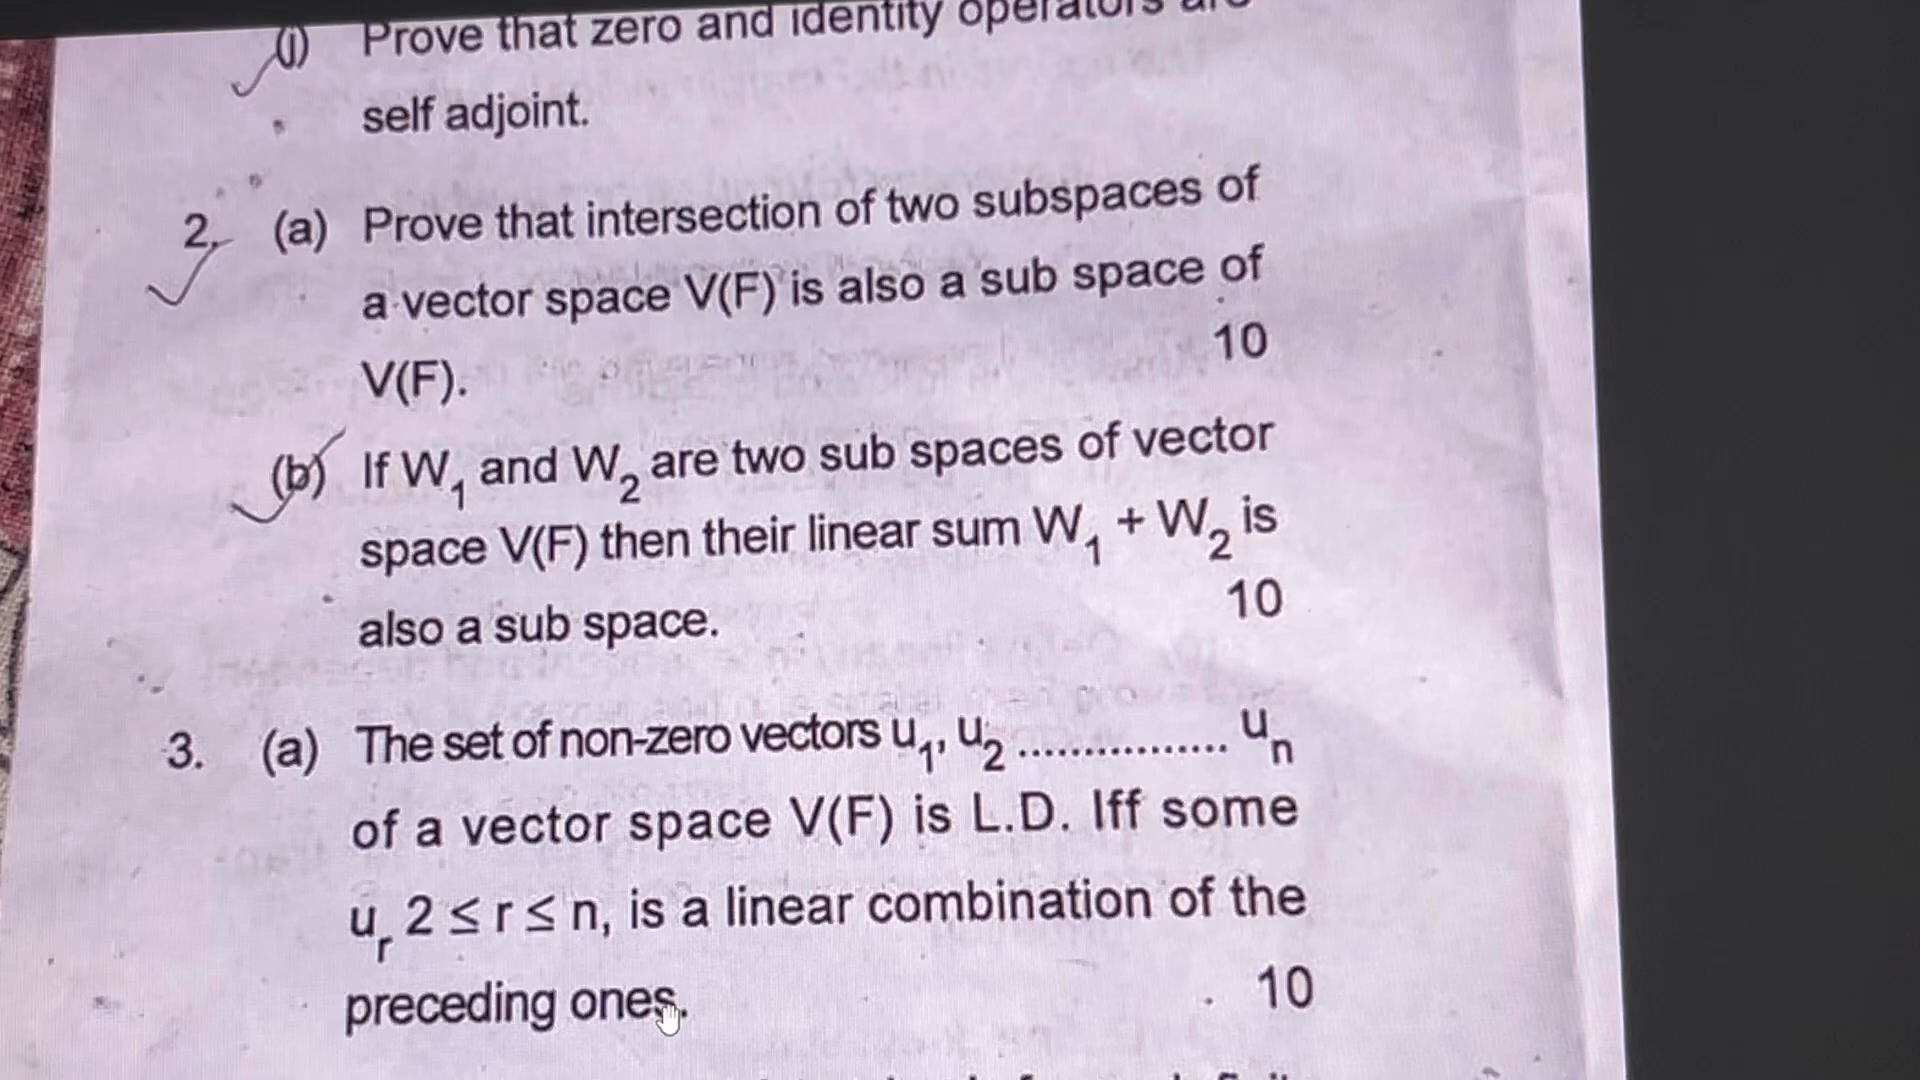 (i) Prove that zero and identity operators are
self adjoint.
2. (a) Prove that intersection of two subspaces of
a vector space V(F) is also a sub space of
V(F). 10
(b) If W₁ and W₂ are two sub spaces of vector
space V(F) then their linear sum W₁ + W₂ is
also a sub space. 10
3. (a) The set of non-zero vectors u₁, u₂ ................. uₙ
of a vector space V(F) is L.D. Iff some
uᵣ 2 ≤ r ≤ n, is a linear combination of the
preceding ones. 10